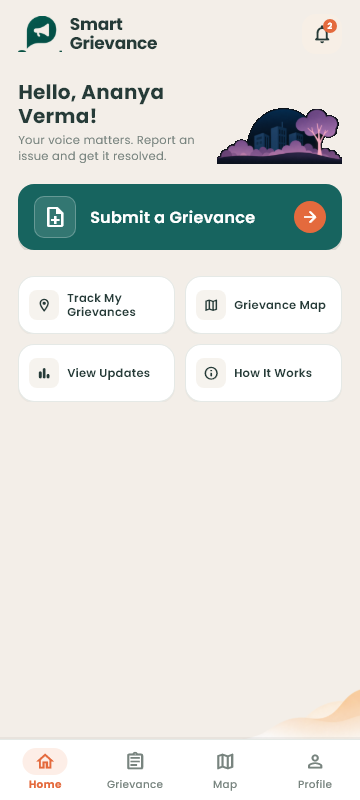 Smart
Grievance
2
Hello, Ananya
Verma!
Your voice matters. Report an
issue and get it resolved.
Submit a Grievance
Track My
Grievances
Grievance Map
View Updates
How It Works
Home
Grievance
Map
Profile